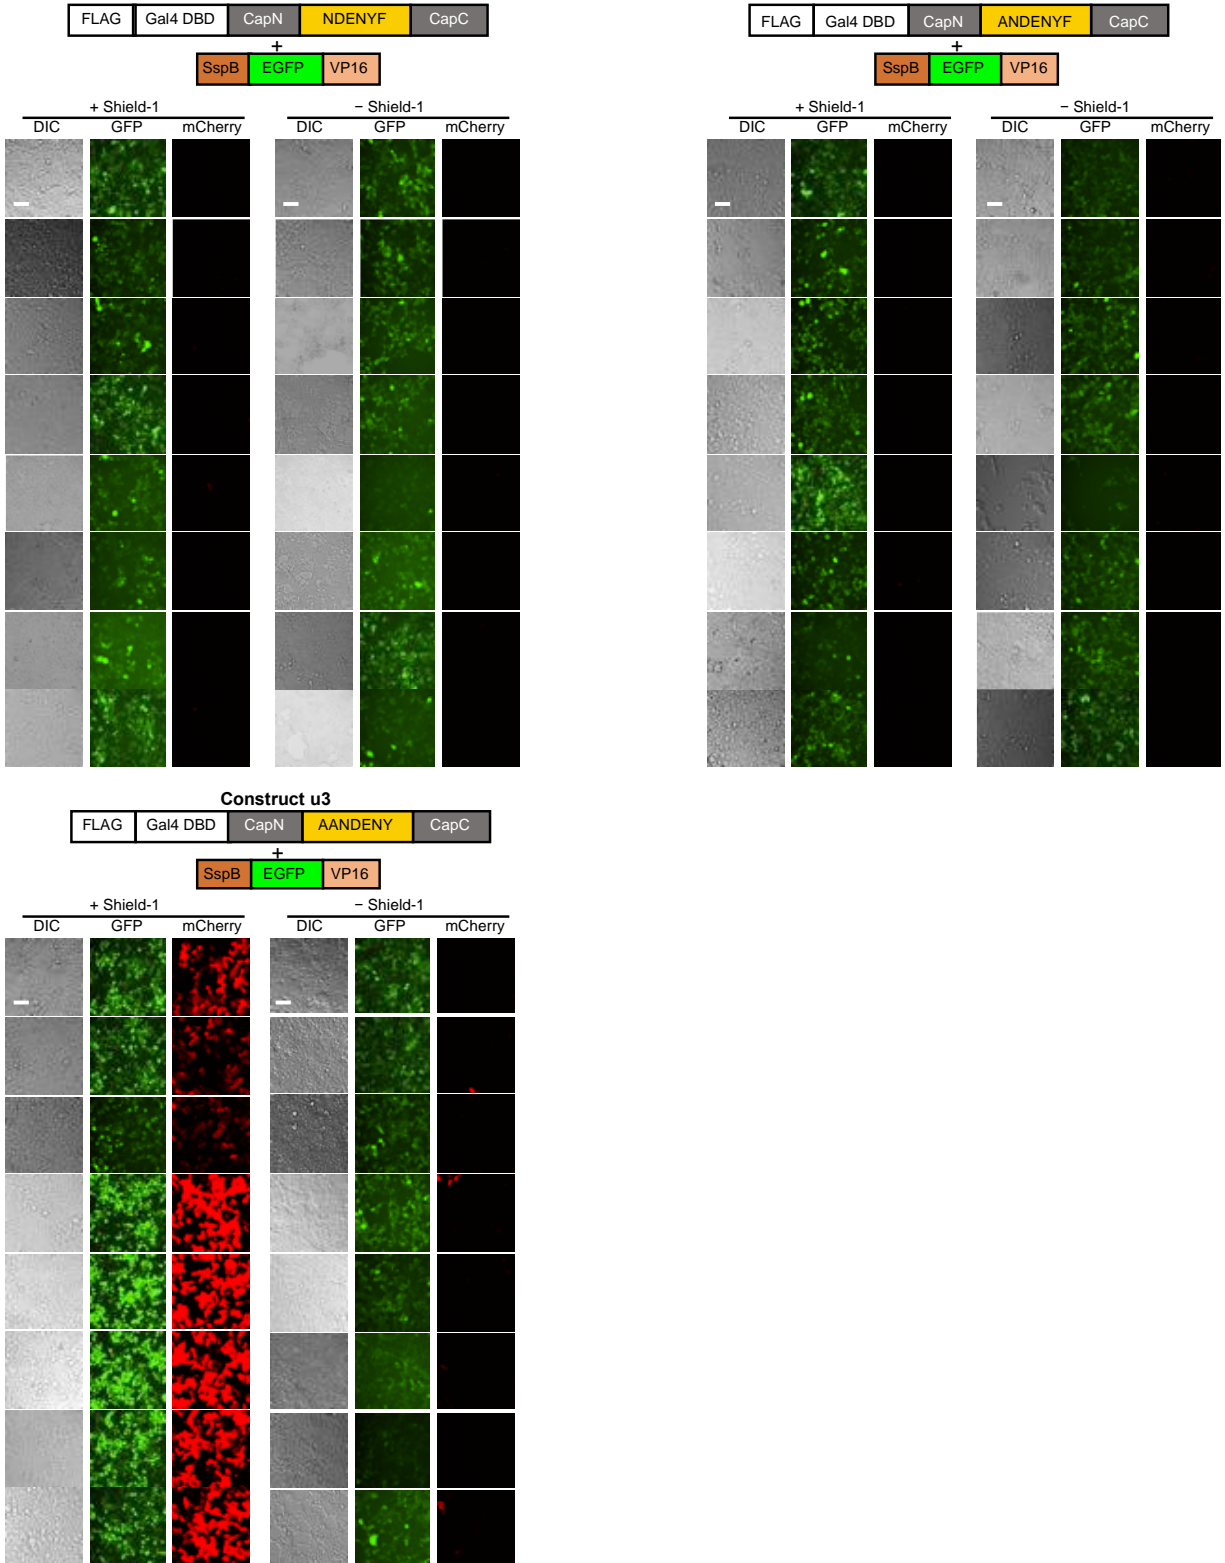 FLAG Gal4 DBD CapN NDENYF CapC
+
SspB EGFP VP16
+ Shield-1 − Shield-1
DIC GFP mCherry DIC GFP mCherry
FLAG Gal4 DBD CapN ANDENYF CapC
+
SspB EGFP VP16
+ Shield-1 − Shield-1
DIC GFP mCherry DIC GFP mCherry
Construct u3
FLAG Gal4 DBD CapN AANDENY CapC
+
SspB EGFP VP16
+ Shield-1 − Shield-1
DIC GFP mCherry DIC GFP mCherry